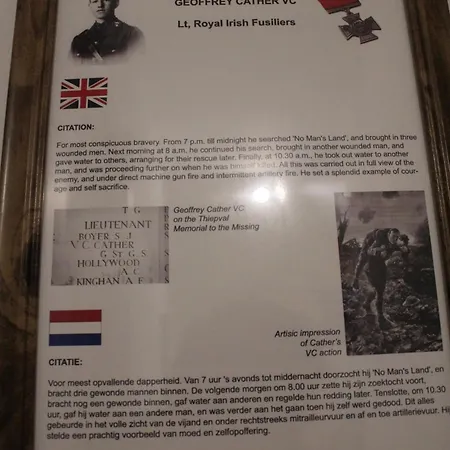 GEOFFREY CATHER VC
Lt, Royal Irish Fusiliers
CITATION:
For most conspicuous bravery. From 7 p.m. till midnight he searched 'No Man's Land', and brought in three
wounded men. Next morning at 8 a.m., he continued his search, brought in another wounded man, and
gave water to others, arranging for their rescue later. Finally, at 10.30 a.m., he took out water to another
man, and was proceeding further on when he was himself killed. All this was carried out in full view of the
enemy, and under direct machine gun fire and intermittent artillery fire. He set a splendid example of cour-
age and self sacrifice.
T G
LIEUTENANT
BOYER S. J.
V C CATHER
G. ST G. S.
HOLLYWOOD
A. C.
KINGHAN A. F.
Geoffrey Cather VC
on the Thiepval
Memorial to the Missing
Artisic impression
of Cather's
VC action
CITATIE:
Voor meest opvallende dapperheid. Van 7 uur 's avonds tot middernacht doorzocht hij 'No Man's Land', en
bracht drie gewonde mannen binnen. De volgende morgen om 8.00 uur zette hij zijn zoektocht voort,
bracht nog een gewonde binnen, gaf water aan anderen en regelde hun redding later. Tenslotte, om 10.30
uur, gaf hij water aan een andere man, en was verder aan het gaan toen hij zelf werd gedood. Dit alles
gebeurde in het volle zicht van de vijand en onder rechtstreeks mitrailleurvuur en af en toe artillerievuur. Hij
stelde een prachtig voorbeeld van moed en zelfopoffering.